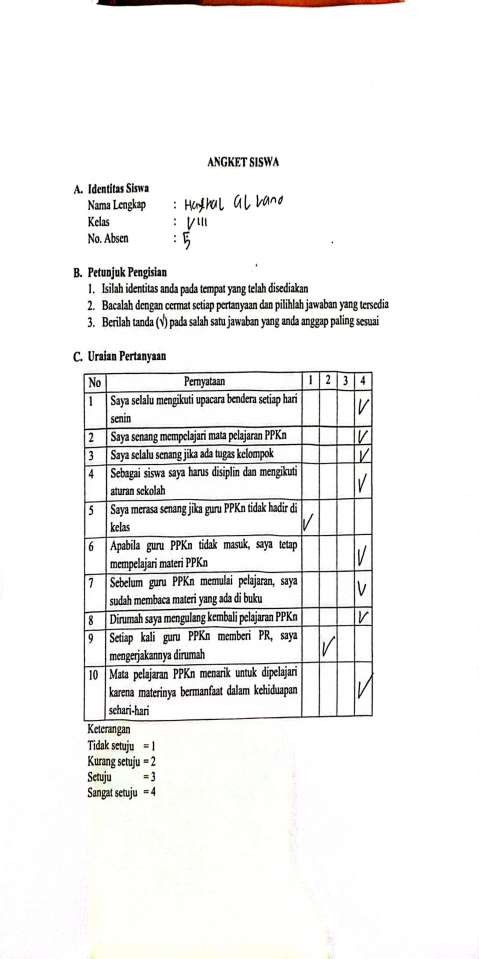 ANGKET SISWA
A. Identitas Siswa
Nama Lengkap :
Kelas : VIII
No. Absen : 5
B. Petunjuk Pengisian
1. Isilah identitas anda pada tempat yang telah disediakan
2. Bacalah dengan cermat setiap pertanyaan dan pilihlah jawaban yang tersedia
3. Berilah tanda (√) pada salah satu jawaban yang anda anggap paling sesuai
C. Uraian Pertanyaan
No Pernyataan 1 2 3 4
1 Saya selalu mengikuti upacara bendera setiap hari √
senin
2 Saya senang mempelajari mata pelajaran PPKn √
3 Saya selalu senang jika ada tugas kelompok √
4 Sebagai siswa saya harus disiplin dan mengikuti √
aturan sekolah
5 Saya merasa senang jika guru PPKn tidak hadir di √
kelas
6 Apabila guru PPKn tidak masuk, saya tetap √
mempelajari materi PPKn
7 Sebelum guru PPKn memulai pelajaran, saya √
sudah membaca materi yang ada di buku
8 Dirumah saya mengulang kembali pelajaran PPKn √
9 Setiap kali guru PPKn memberi PR, saya √
mengerjakannya dirumah
10 Mata pelajaran PPKn menarik untuk dipelajari √
karena materinya bermanfaat dalam kehiduapan
sehari-hari
Keterangan
Tidak setuju = 1
Kurang setuju = 2
Setuju = 3
Sangat setuju = 4